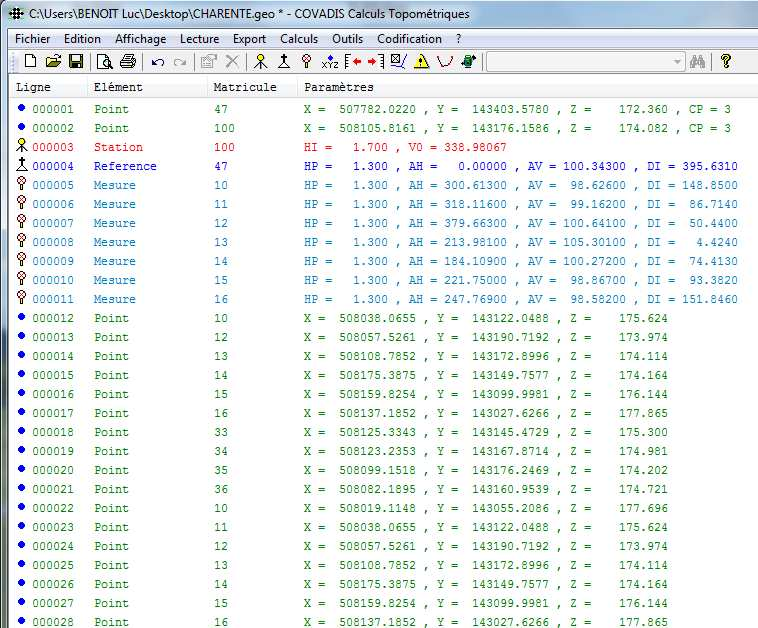 C:\Users\BENOIT Luc\Desktop\CHARENTE.geo * - COVADIS Calculs Topométriques
Fichier Edition Affichage Lecture Export Calculs Outils Codification ?
XYZ
Ligne Elément Matricule Paramètres
000001 Point 47 X = 507782.0220 , Y = 143403.5780 , Z = 172.360 , CP = 3
000002 Point 100 X = 508105.8161 , Y = 143176.1586 , Z = 174.082 , CP = 3
000003 Station 100 HI = 1.700 , V0 = 338.98067
000004 Reference 47 HP = 1.300 , AH = 0.00000 , AV = 100.34300 , DI = 395.6310
000005 Mesure 10 HP = 1.300 , AH = 300.61300 , AV = 98.62600 , DI = 148.8500
000006 Mesure 11 HP = 1.300 , AH = 318.11600 , AV = 99.16200 , DI = 86.7140
000007 Mesure 12 HP = 1.300 , AH = 379.66300 , AV = 100.64100 , DI = 50.4400
000008 Mesure 13 HP = 1.300 , AH = 213.98100 , AV = 105.30100 , DI = 4.4240
000009 Mesure 14 HP = 1.300 , AH = 184.10900 , AV = 100.27200 , DI = 74.4130
000010 Mesure 15 HP = 1.300 , AH = 221.75000 , AV = 98.86700 , DI = 93.3820
000011 Mesure 16 HP = 1.300 , AH = 247.76900 , AV = 98.58200 , DI = 151.8460
000012 Point 10 X = 508038.0655 , Y = 143122.0488 , Z = 175.624
000013 Point 12 X = 508057.5261 , Y = 143190.7192 , Z = 173.974
000014 Point 13 X = 508108.7852 , Y = 143172.8996 , Z = 174.114
000015 Point 14 X = 508175.3875 , Y = 143149.7577 , Z = 174.164
000016 Point 15 X = 508159.8254 , Y = 143099.9981 , Z = 176.144
000017 Point 16 X = 508137.1852 , Y = 143027.6266 , Z = 177.865
000018 Point 33 X = 508125.3343 , Y = 143145.4729 , Z = 175.300
000019 Point 34 X = 508123.2353 , Y = 143167.8714 , Z = 174.981
000020 Point 35 X = 508099.1518 , Y = 143176.2469 , Z = 174.202
000021 Point 36 X = 508082.1895 , Y = 143160.9539 , Z = 174.721
000022 Point 10 X = 508019.1148 , Y = 143055.2086 , Z = 177.696
000023 Point 11 X = 508038.0655 , Y = 143122.0488 , Z = 175.624
000024 Point 12 X = 508057.5261 , Y = 143190.7192 , Z = 173.974
000025 Point 13 X = 508108.7852 , Y = 143172.8996 , Z = 174.114
000026 Point 14 X = 508175.3875 , Y = 143149.7577 , Z = 174.164
000027 Point 15 X = 508159.8254 , Y = 143099.9981 , Z = 176.144
000028 Point 16 X = 508137.1852 , Y = 143027.6266 , Z = 177.865